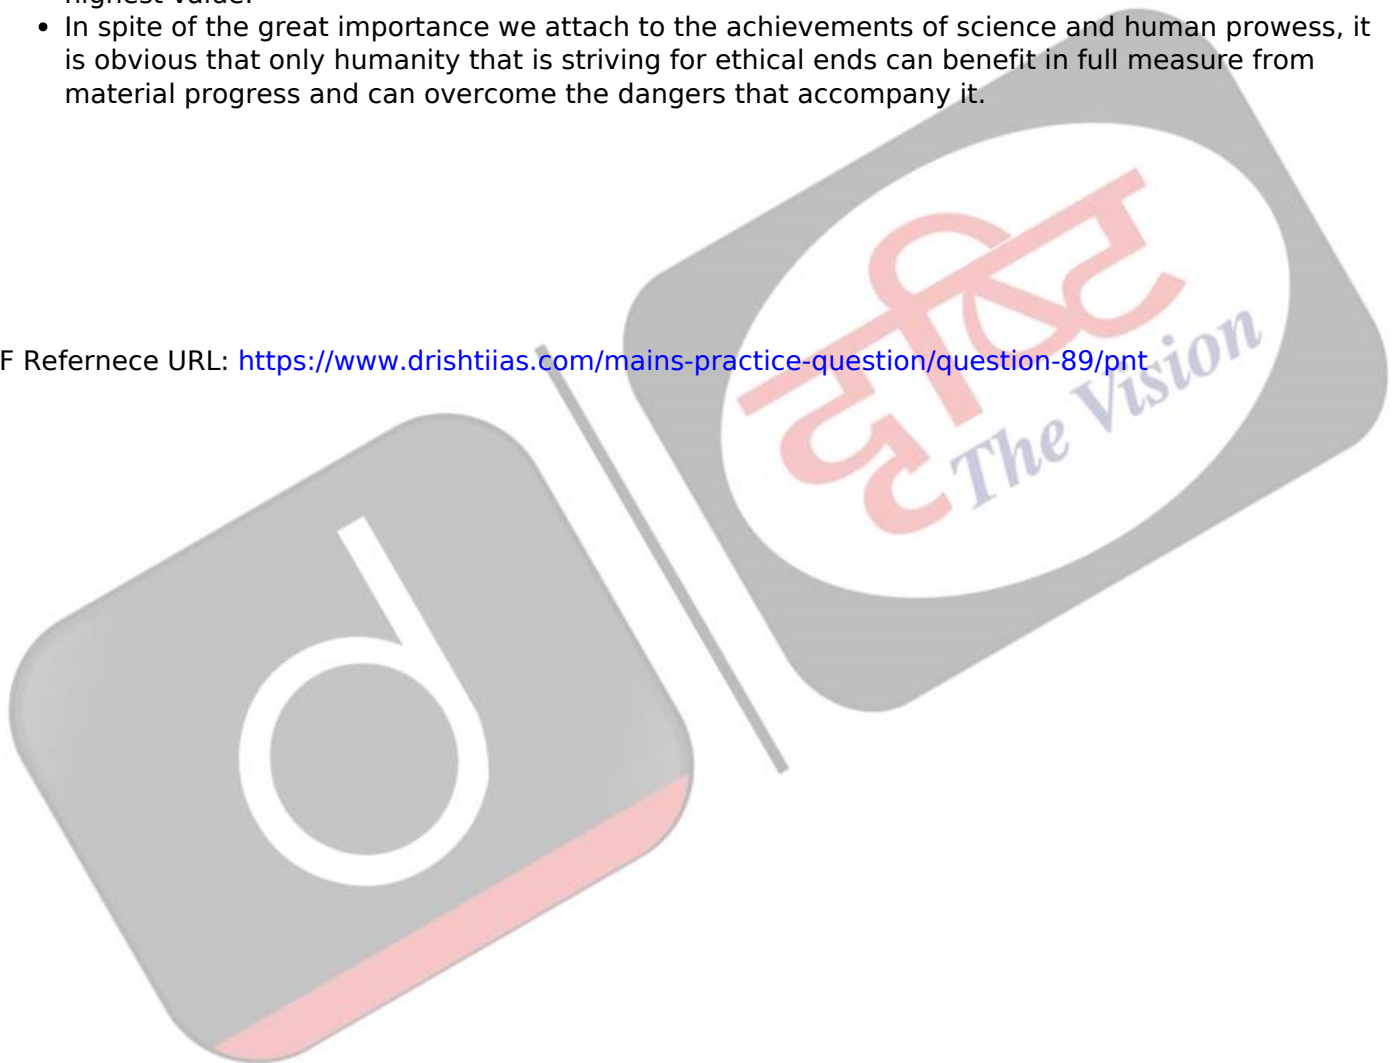 highest value.
• In spite of the great importance we attach to the achievements of science and human prowess, it
is obvious that only humanity that is striving for ethical ends can benefit in full measure from
material progress and can overcome the dangers that accompany it.
F Refernece URL: https://www.drishtiias.com/mains-practice-question/question-89/pnt
दृष्टि
The Vision
d